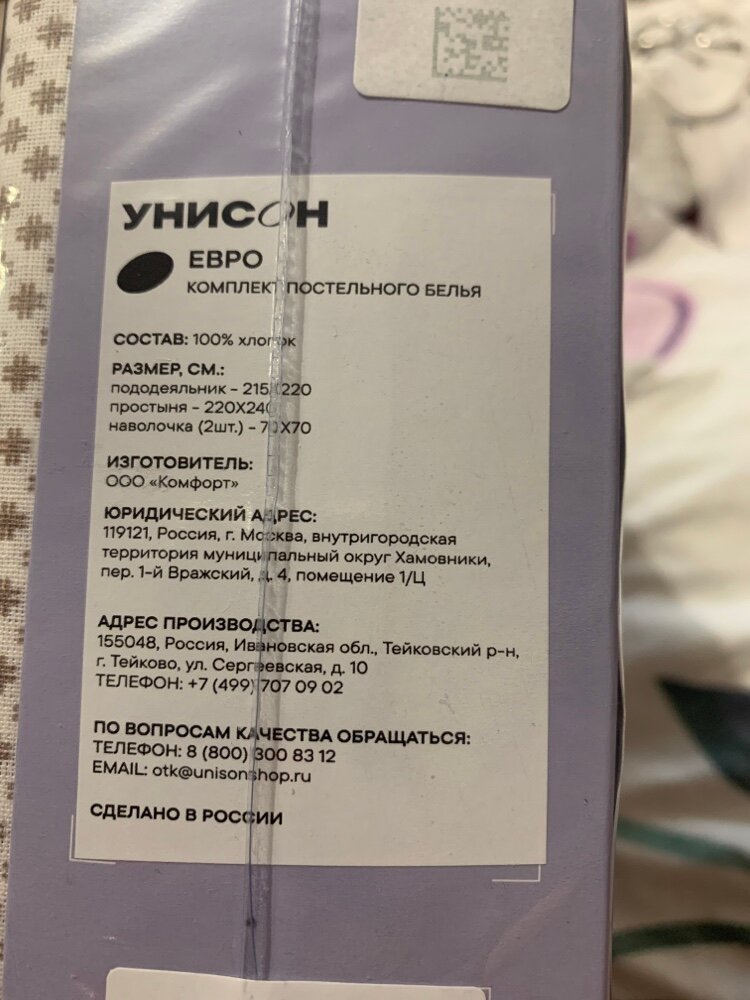 УНИСОН
ЕВРО
КОМПЛЕКТ ПОСТЕЛЬНОГО БЕЛЬЯ
СОСТАВ: 100% хлопок
РАЗМЕР, СМ.:
пододеяльник – 215X220
простыня – 220X240
наволочка (2шт.) – 70X70
ИЗГОТОВИТЕЛЬ:
ООО «Комфорт»
ЮРИДИЧЕСКИЙ АДРЕС:
119121, Россия, г. Москва, внутригородская
территория муниципальный округ Хамовники,
пер. 1-й Вражский, д. 4, помещение 1/Ц
АДРЕС ПРОИЗВОДСТВА:
155048, Россия, Ивановская обл., Тейковский р-н,
г. Тейково, ул. Сергеевская, д. 10
ТЕЛЕФОН: +7 (499) 707 09 02
ПО ВОПРОСАМ КАЧЕСТВА ОБРАЩАТЬСЯ:
ТЕЛЕФОН: 8 (800) 300 83 12
EMAIL: otk@unisonshop.ru
СДЕЛАНО В РОССИИ